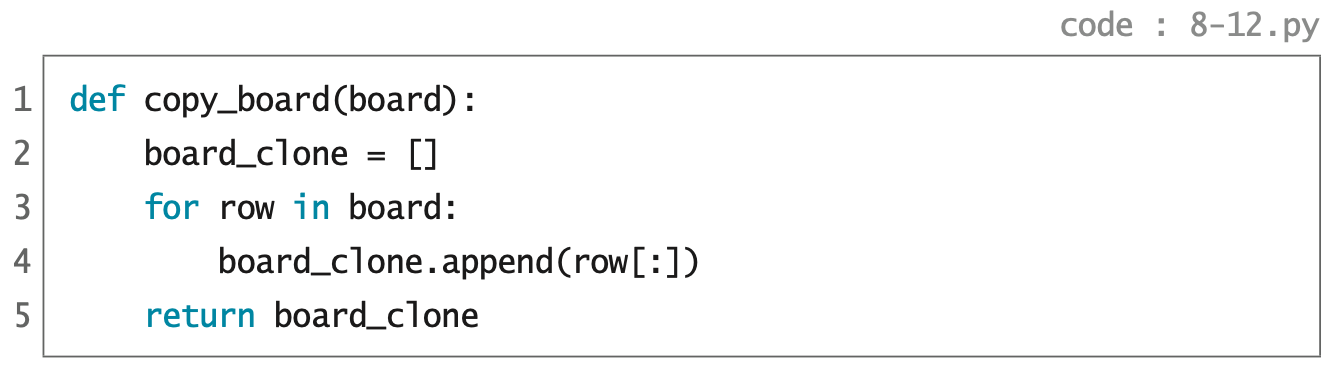 code : 8-12.py
1 def copy_board(board):
2     board_clone = []
3     for row in board:
4         board_clone.append(row[:])
5     return board_clone